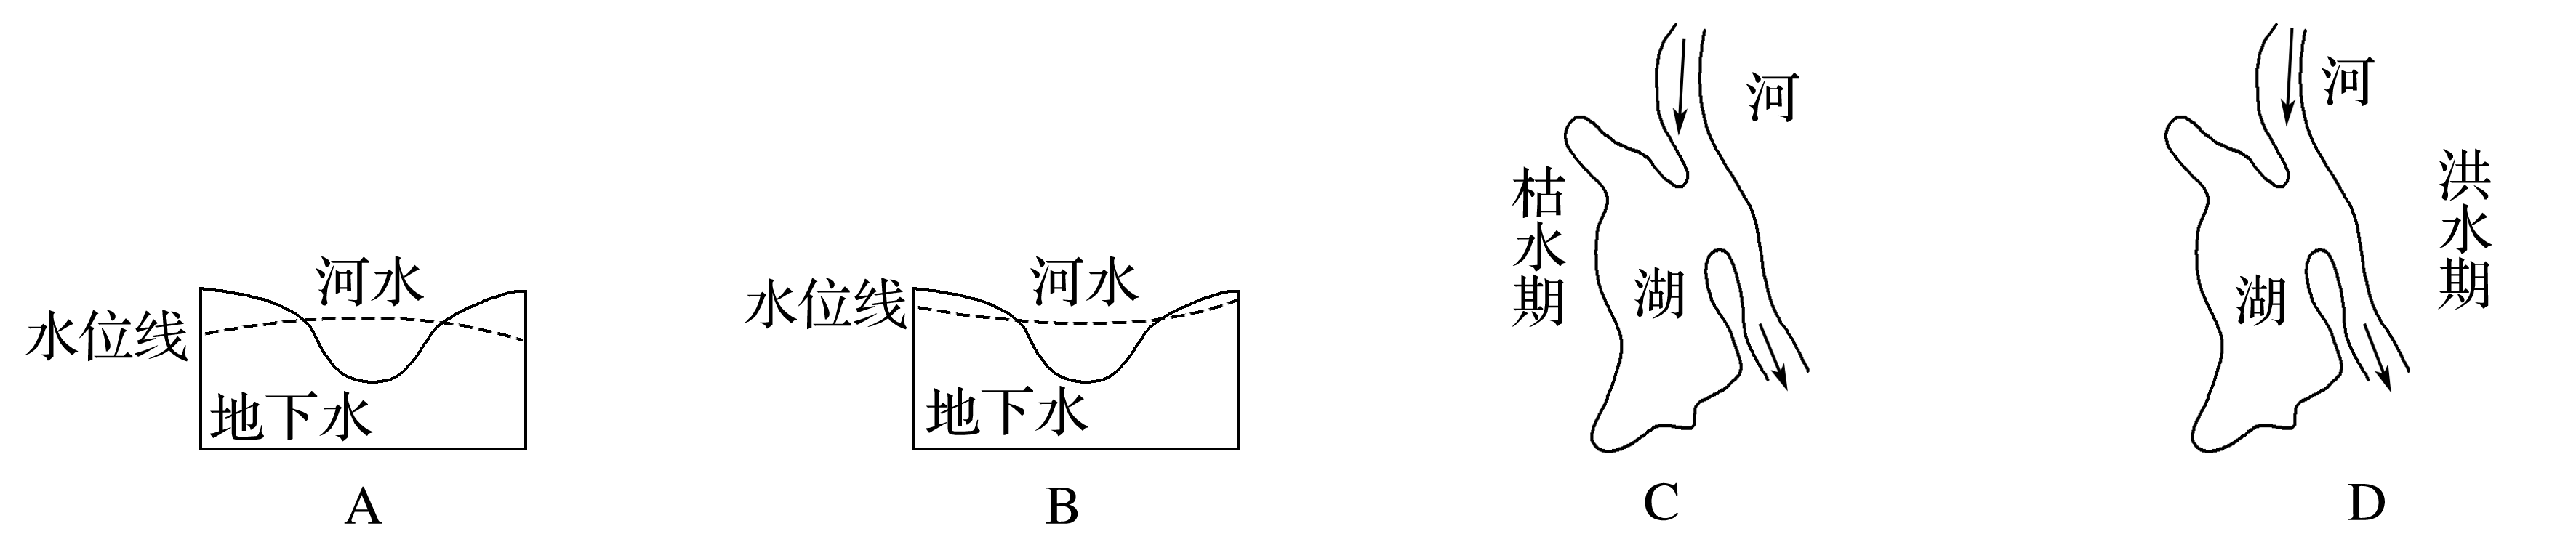 河水
水位线
地下水
A
河水
水位线
地下水
B
河
枯水期
湖
C
河
洪水期
湖
D